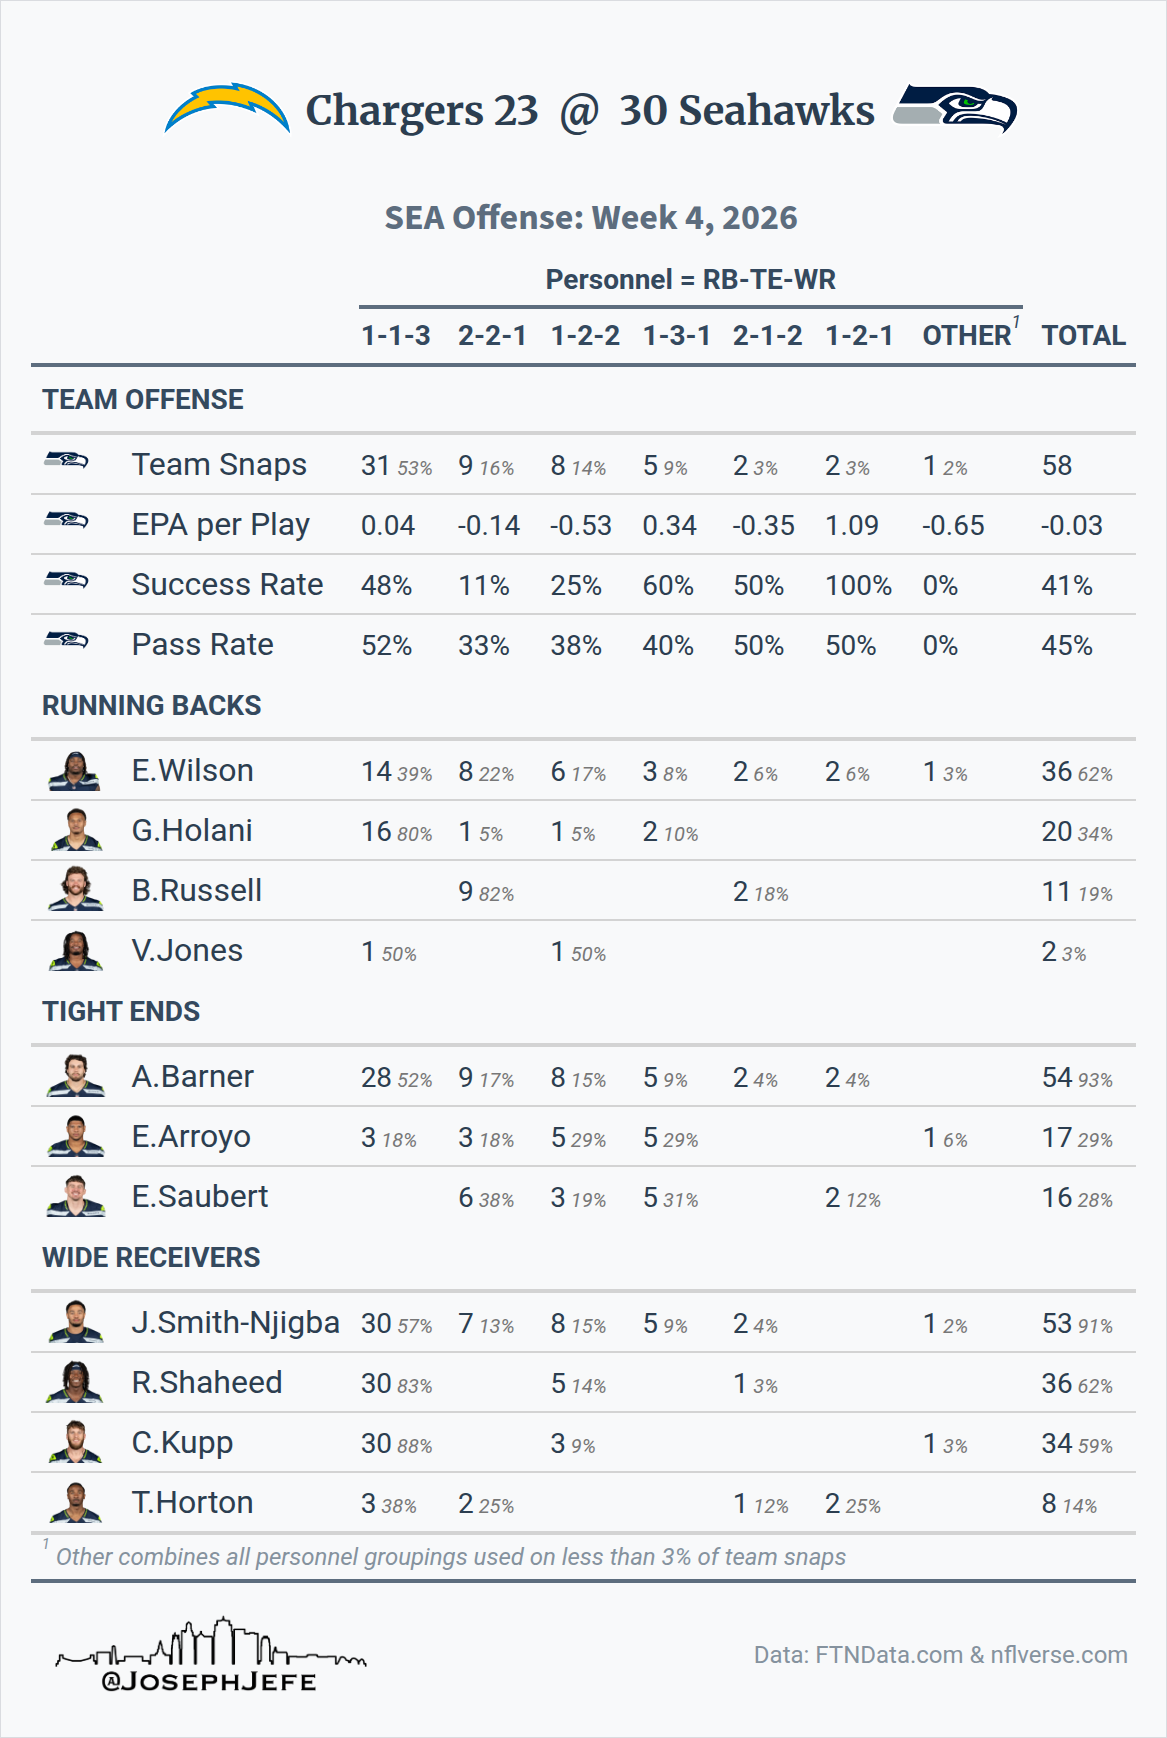 Chargers 23 @ 30 Seahawks
SEA Offense: Week 4, 2026
Personnel = RB-TE-WR
1-1-3 2-2-1 1-2-2 1-3-1 2-1-2 1-2-1 OTHER1 TOTAL
TEAM OFFENSE
Team Snaps 31 53% 9 16% 8 14% 5 9% 2 3% 2 3% 1 2% 58
EPA per Play 0.04 -0.14 -0.53 0.34 -0.35 1.09 -0.65 -0.03
Success Rate 48% 11% 25% 60% 50% 100% 0% 41%
Pass Rate 52% 33% 38% 40% 50% 50% 0% 45%
RUNNING BACKS
E.Wilson 14 39% 8 22% 6 17% 3 8% 2 6% 2 6% 1 3% 36 62%
G.Holani 16 80% 1 5% 1 5% 2 10% 20 34%
B.Russell 9 82% 2 18% 11 19%
V.Jones 1 50% 1 50% 2 3%
TIGHT ENDS
A.Barner 28 52% 9 17% 8 15% 5 9% 2 4% 2 4% 54 93%
E.Arroyo 3 18% 3 18% 5 29% 5 29% 1 6% 17 29%
E.Saubert 6 38% 3 19% 5 31% 2 12% 16 28%
WIDE RECEIVERS
J.Smith-Njigba 30 57% 7 13% 8 15% 5 9% 2 4% 1 2% 53 91%
R.Shaheed 30 83% 5 14% 1 3% 36 62%
C.Kupp 30 88% 3 9% 1 3% 34 59%
T.Horton 3 38% 2 25% 1 12% 2 25% 8 14%
1 Other combines all personnel groupings used on less than 3% of team snaps
@JOSEPHJEFE
Data: FTNData.com & nflverse.com